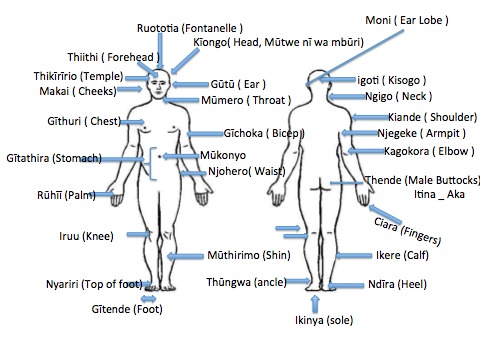 Ruototia (Fontanelle )
Kĩongo( Head, Mũtwe nĩ wa mbũri)
Thiithi ( Forehead )
Thikĩrĩrio (Temple)
Makai ( Cheeks)
Gũtũ ( Ear )
Mũmero ( Throat )
Gĩthuri ( Chest)
Gĩchoka ( Bicep )
Gĩtathira (Stomach)
Mũkonyo
Njohero( Waist)
Rũhĩĩ (Palm)
Iruu (Knee)
Mũthirimo (Shin)
Nyariri (Top of foot)
Gĩtende (Foot)
Moni ( Ear Lobe )
igoti ( Kisogo )
Ngigo ( Neck )
Kiande ( Shoulder)
Njegeke ( Armpit )
Kagokora ( Elbow )
Thende (Male Buttocks)
Itina _ Aka
Ciara (Fingers)
Ikere (Calf)
Thũngwa (ancle)
Ndĩra (Heel)
Ikinya (sole)